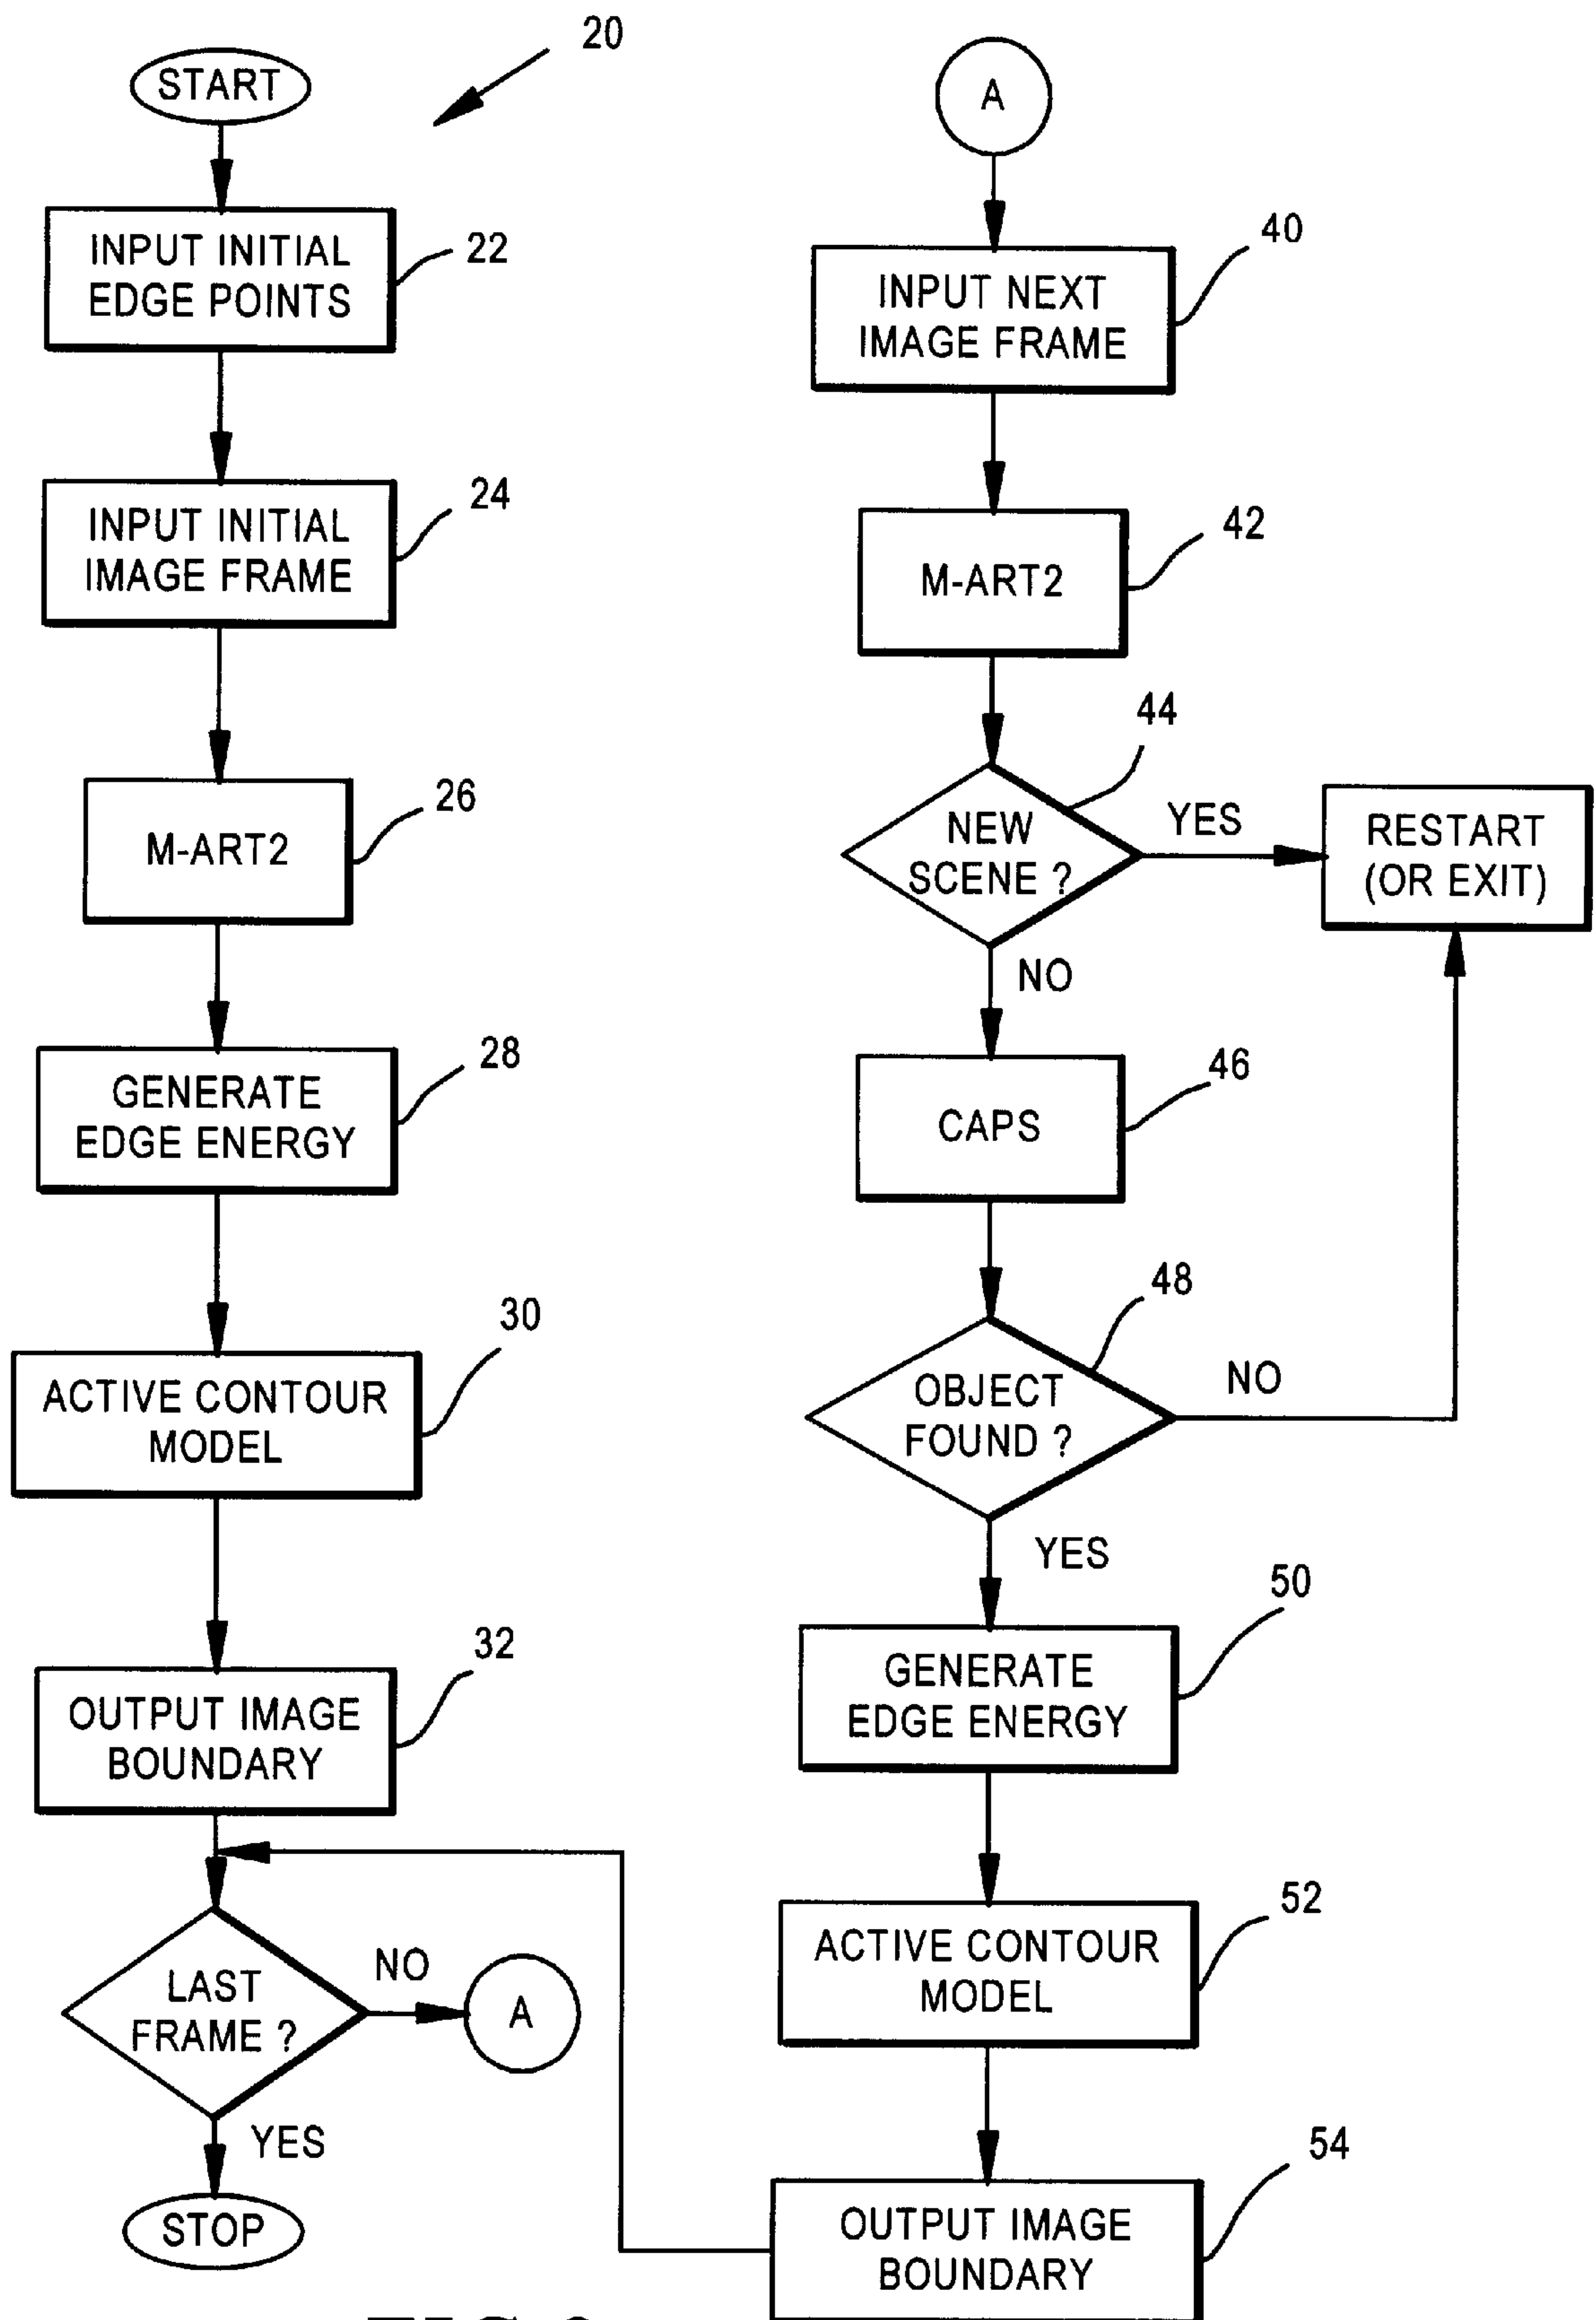 START
20
INPUT INITIAL
EDGE POINTS
22
INPUT INITIAL
IMAGE FRAME
24
M-ART2
26
GENERATE
EDGE ENERGY
28
ACTIVE CONTOUR
MODEL
30
OUTPUT IMAGE
BOUNDARY
32
LAST
FRAME ?
NO
A
YES
STOP
A
INPUT NEXT
IMAGE FRAME
40
M-ART2
42
NEW
SCENE ?
44
YES
RESTART
(OR EXIT)
NO
CAPS
46
OBJECT
FOUND ?
48
NO
YES
GENERATE
EDGE ENERGY
50
ACTIVE CONTOUR
MODEL
52
OUTPUT IMAGE
BOUNDARY
54